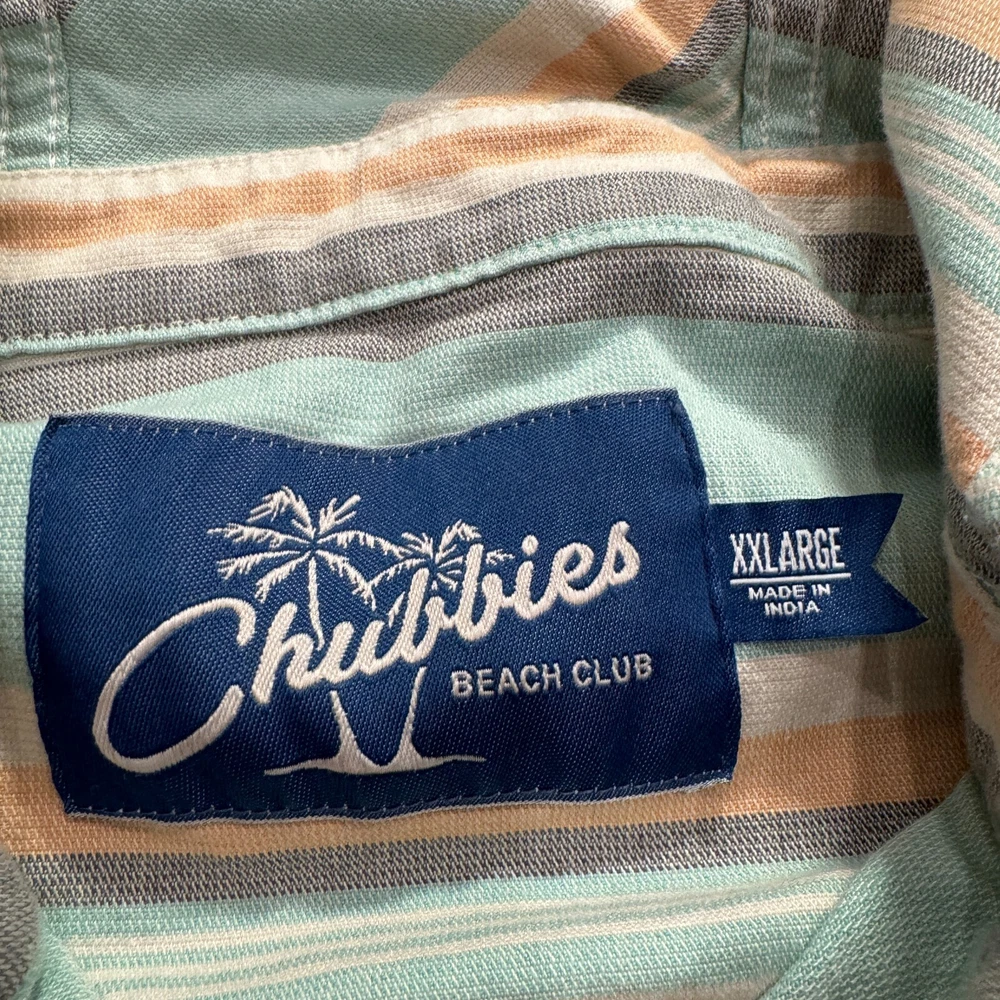 Chubbies
BEACH CLUB
XXLARGE
MADE IN
INDIA